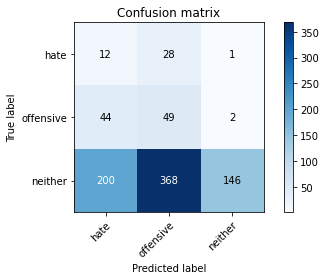 Confusion matrix
hate 12 28 1
offensive 44 49 2
neither 200 368 146
hate offensive neither
Predicted label
True label
350
300
250
200
150
100
50